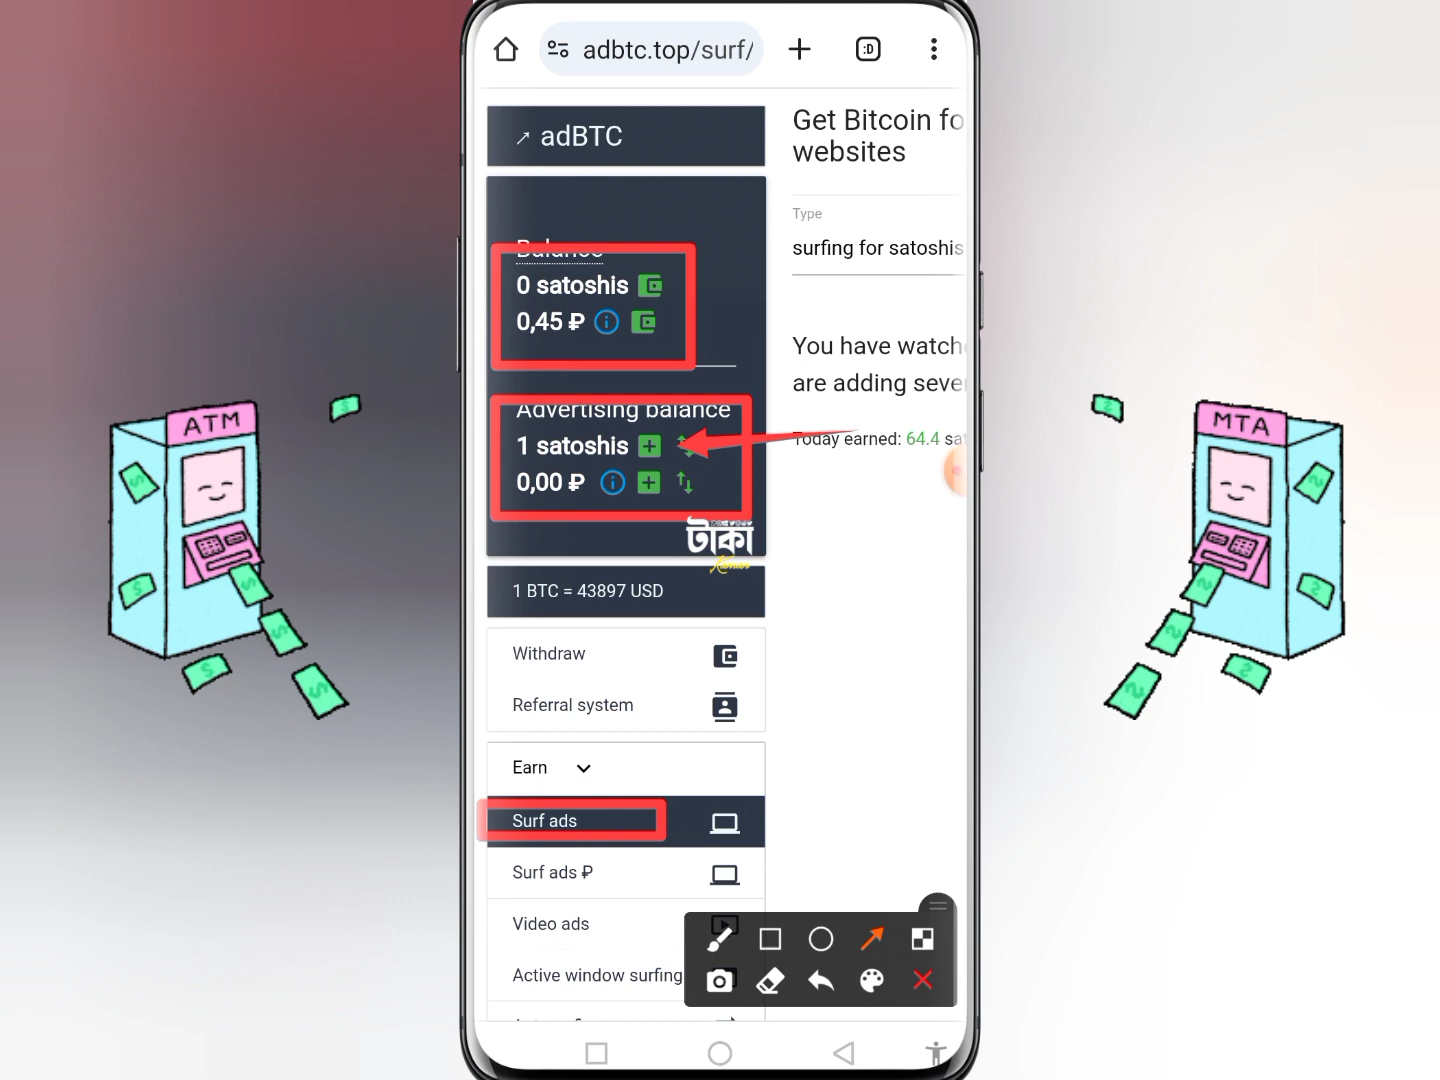 adbtc.top/surf/
:D
adBTC
Balance
0 satoshis
0,45 ₽
Advertising balance
1 satoshis
0,00 ₽
টাকা
1 BTC = 43897 USD
Withdraw
Referral system
Earn
Surf ads
Surf ads ₽
Video ads
Active window surfing
Get Bitcoin fo
websites
Type
surfing for satoshis
You have watch
are adding seve
Today earned: 64.4 sat
ATM
MTA